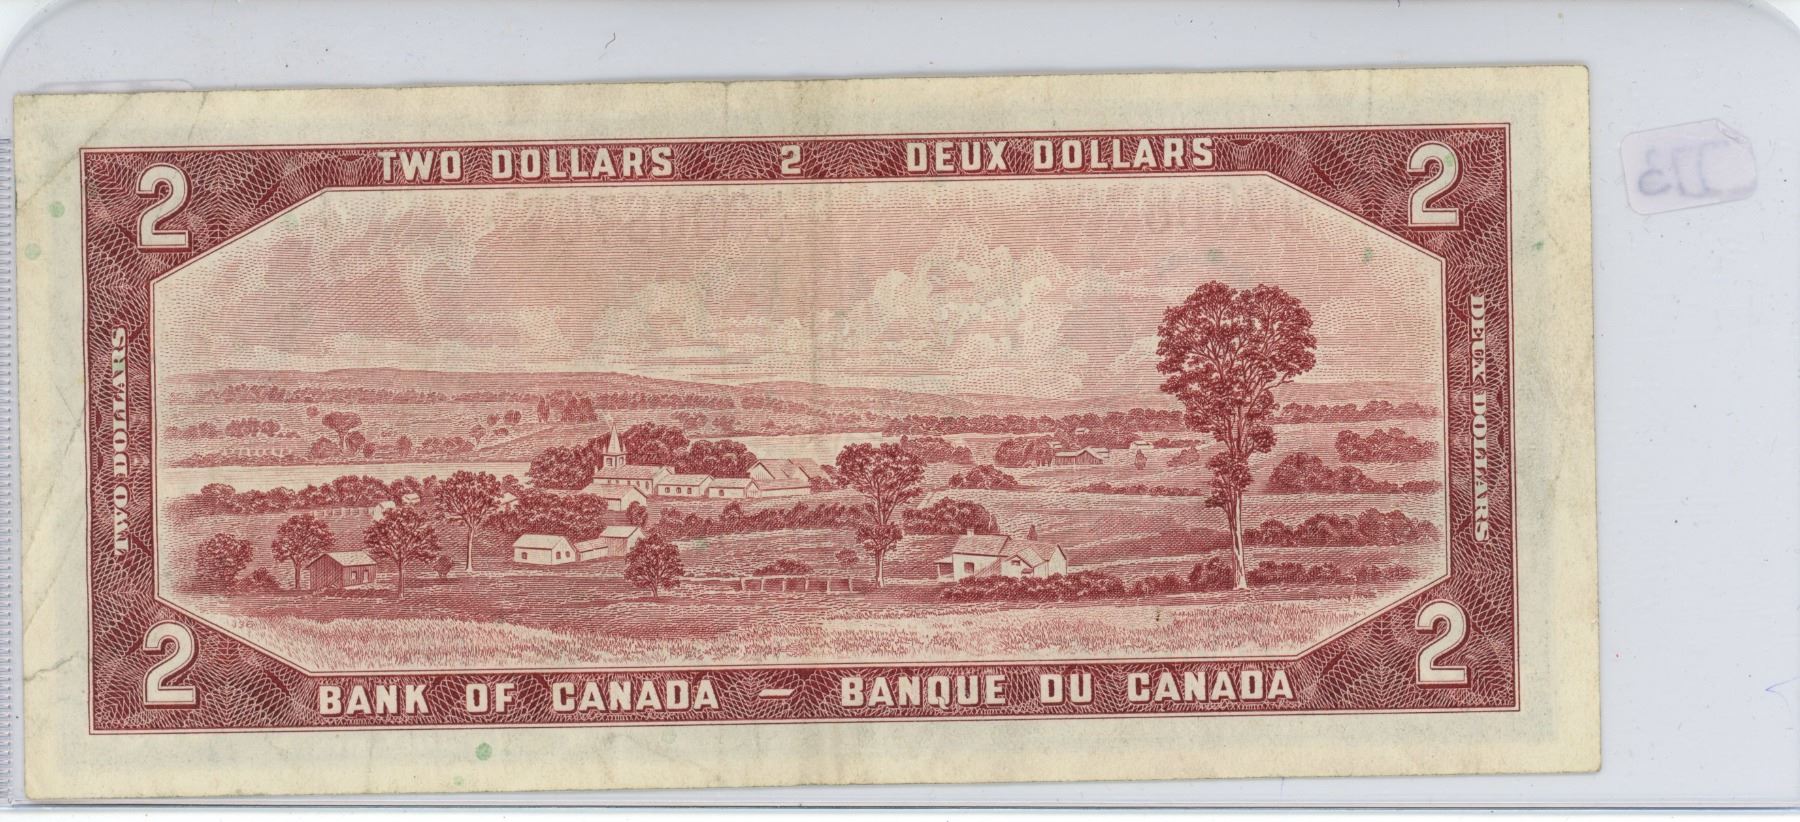 TWO DOLLARS 2 DEUX DOLLARS
2
2
TWO DOLLARS
DEUX DOLLARS
2
2
BANK OF CANADA — BANQUE DU CANADA